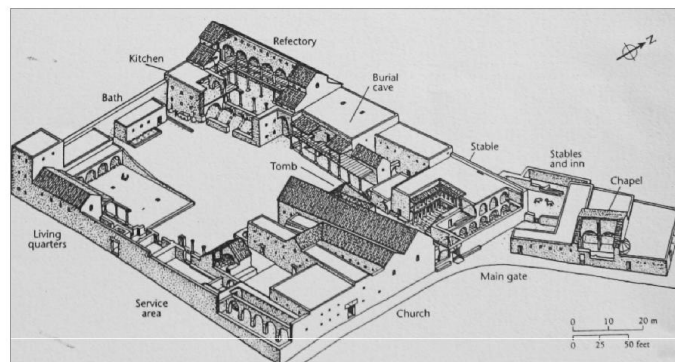 Refectory
N
Kitchen
Burial
cave
Bath
Stable
Stables
and inn
Tomb
Chapel
Living
quarters
Main gate
Service
area
Church
0 10 20 m
0 25 50 feet